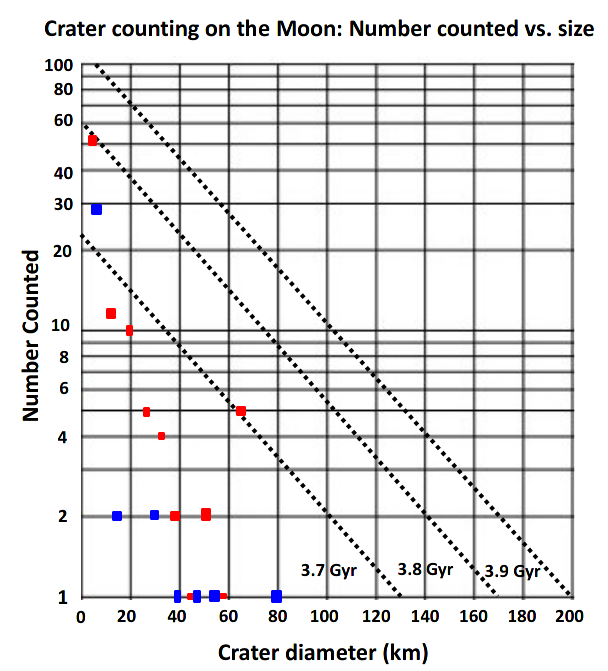 Crater counting on the Moon: Number counted vs. size
100
80
60
40
30
20
10
8
6
4
2
1
Number Counted
3.7 Gyr
3.8 Gyr
3.9 Gyr
0 20 40 60 80 100 120 140 160 180 200
Crater diameter (km)